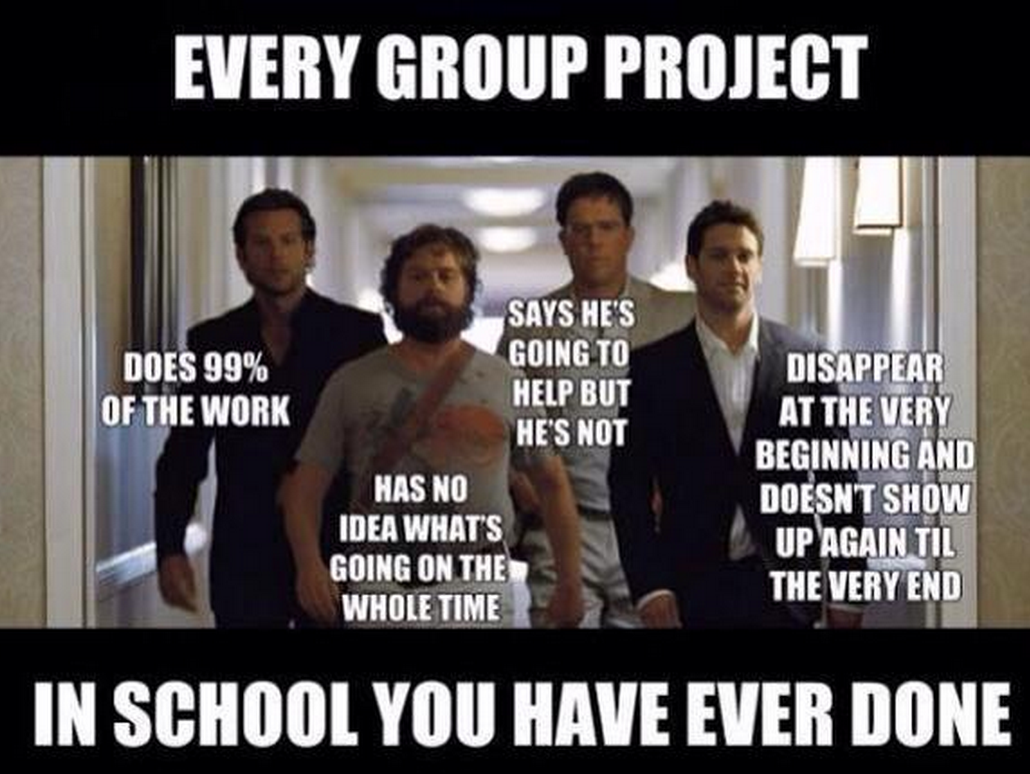 EVERY GROUP PROJECT
DOES 99%
OF THE WORK
HAS NO
IDEA WHAT'S
GOING ON THE
WHOLE TIME
SAYS HE'S
GOING TO
HELP BUT
HE'S NOT
DISAPPEAR
AT THE VERY
BEGINNING AND
DOESN'T SHOW
UP AGAIN TIL
THE VERY END
IN SCHOOL YOU HAVE EVER DONE